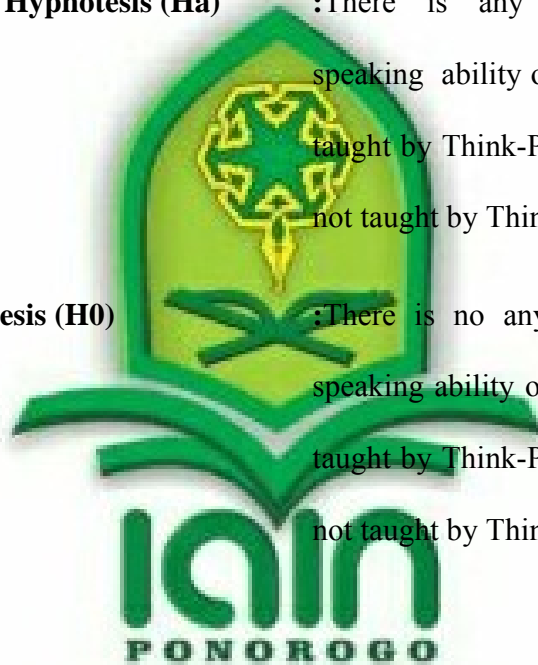 Hypnotesis (Ha) :There is any
speaking ability
taught by Think-P
not taught by Thin
esis (H0) :There is no any
speaking ability
taught by Think-P
not taught by Thin
IAIN
PONOROGO